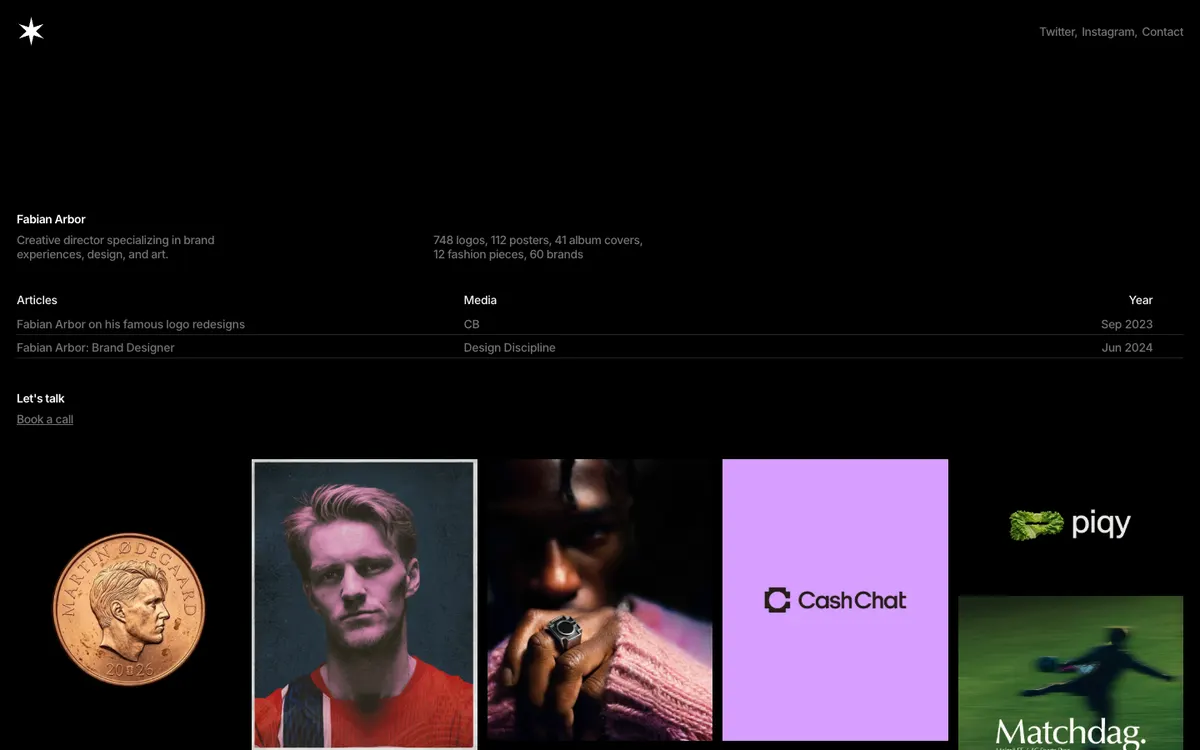 Twitter, Instagram, Contact
Fabian Arbor
Creative director specializing in brand
experiences, design, and art.
748 logos, 112 posters, 41 album covers,
12 fashion pieces, 60 brands
Articles Media Year
Fabian Arbor on his famous logo redesigns CB Sep 2023
Fabian Arbor: Brand Designer Design Discipline Jun 2024
Let's talk
Book a call
MARTIN ØDEGAARD
20⚽26
CashChat
piqy
Matchdag.